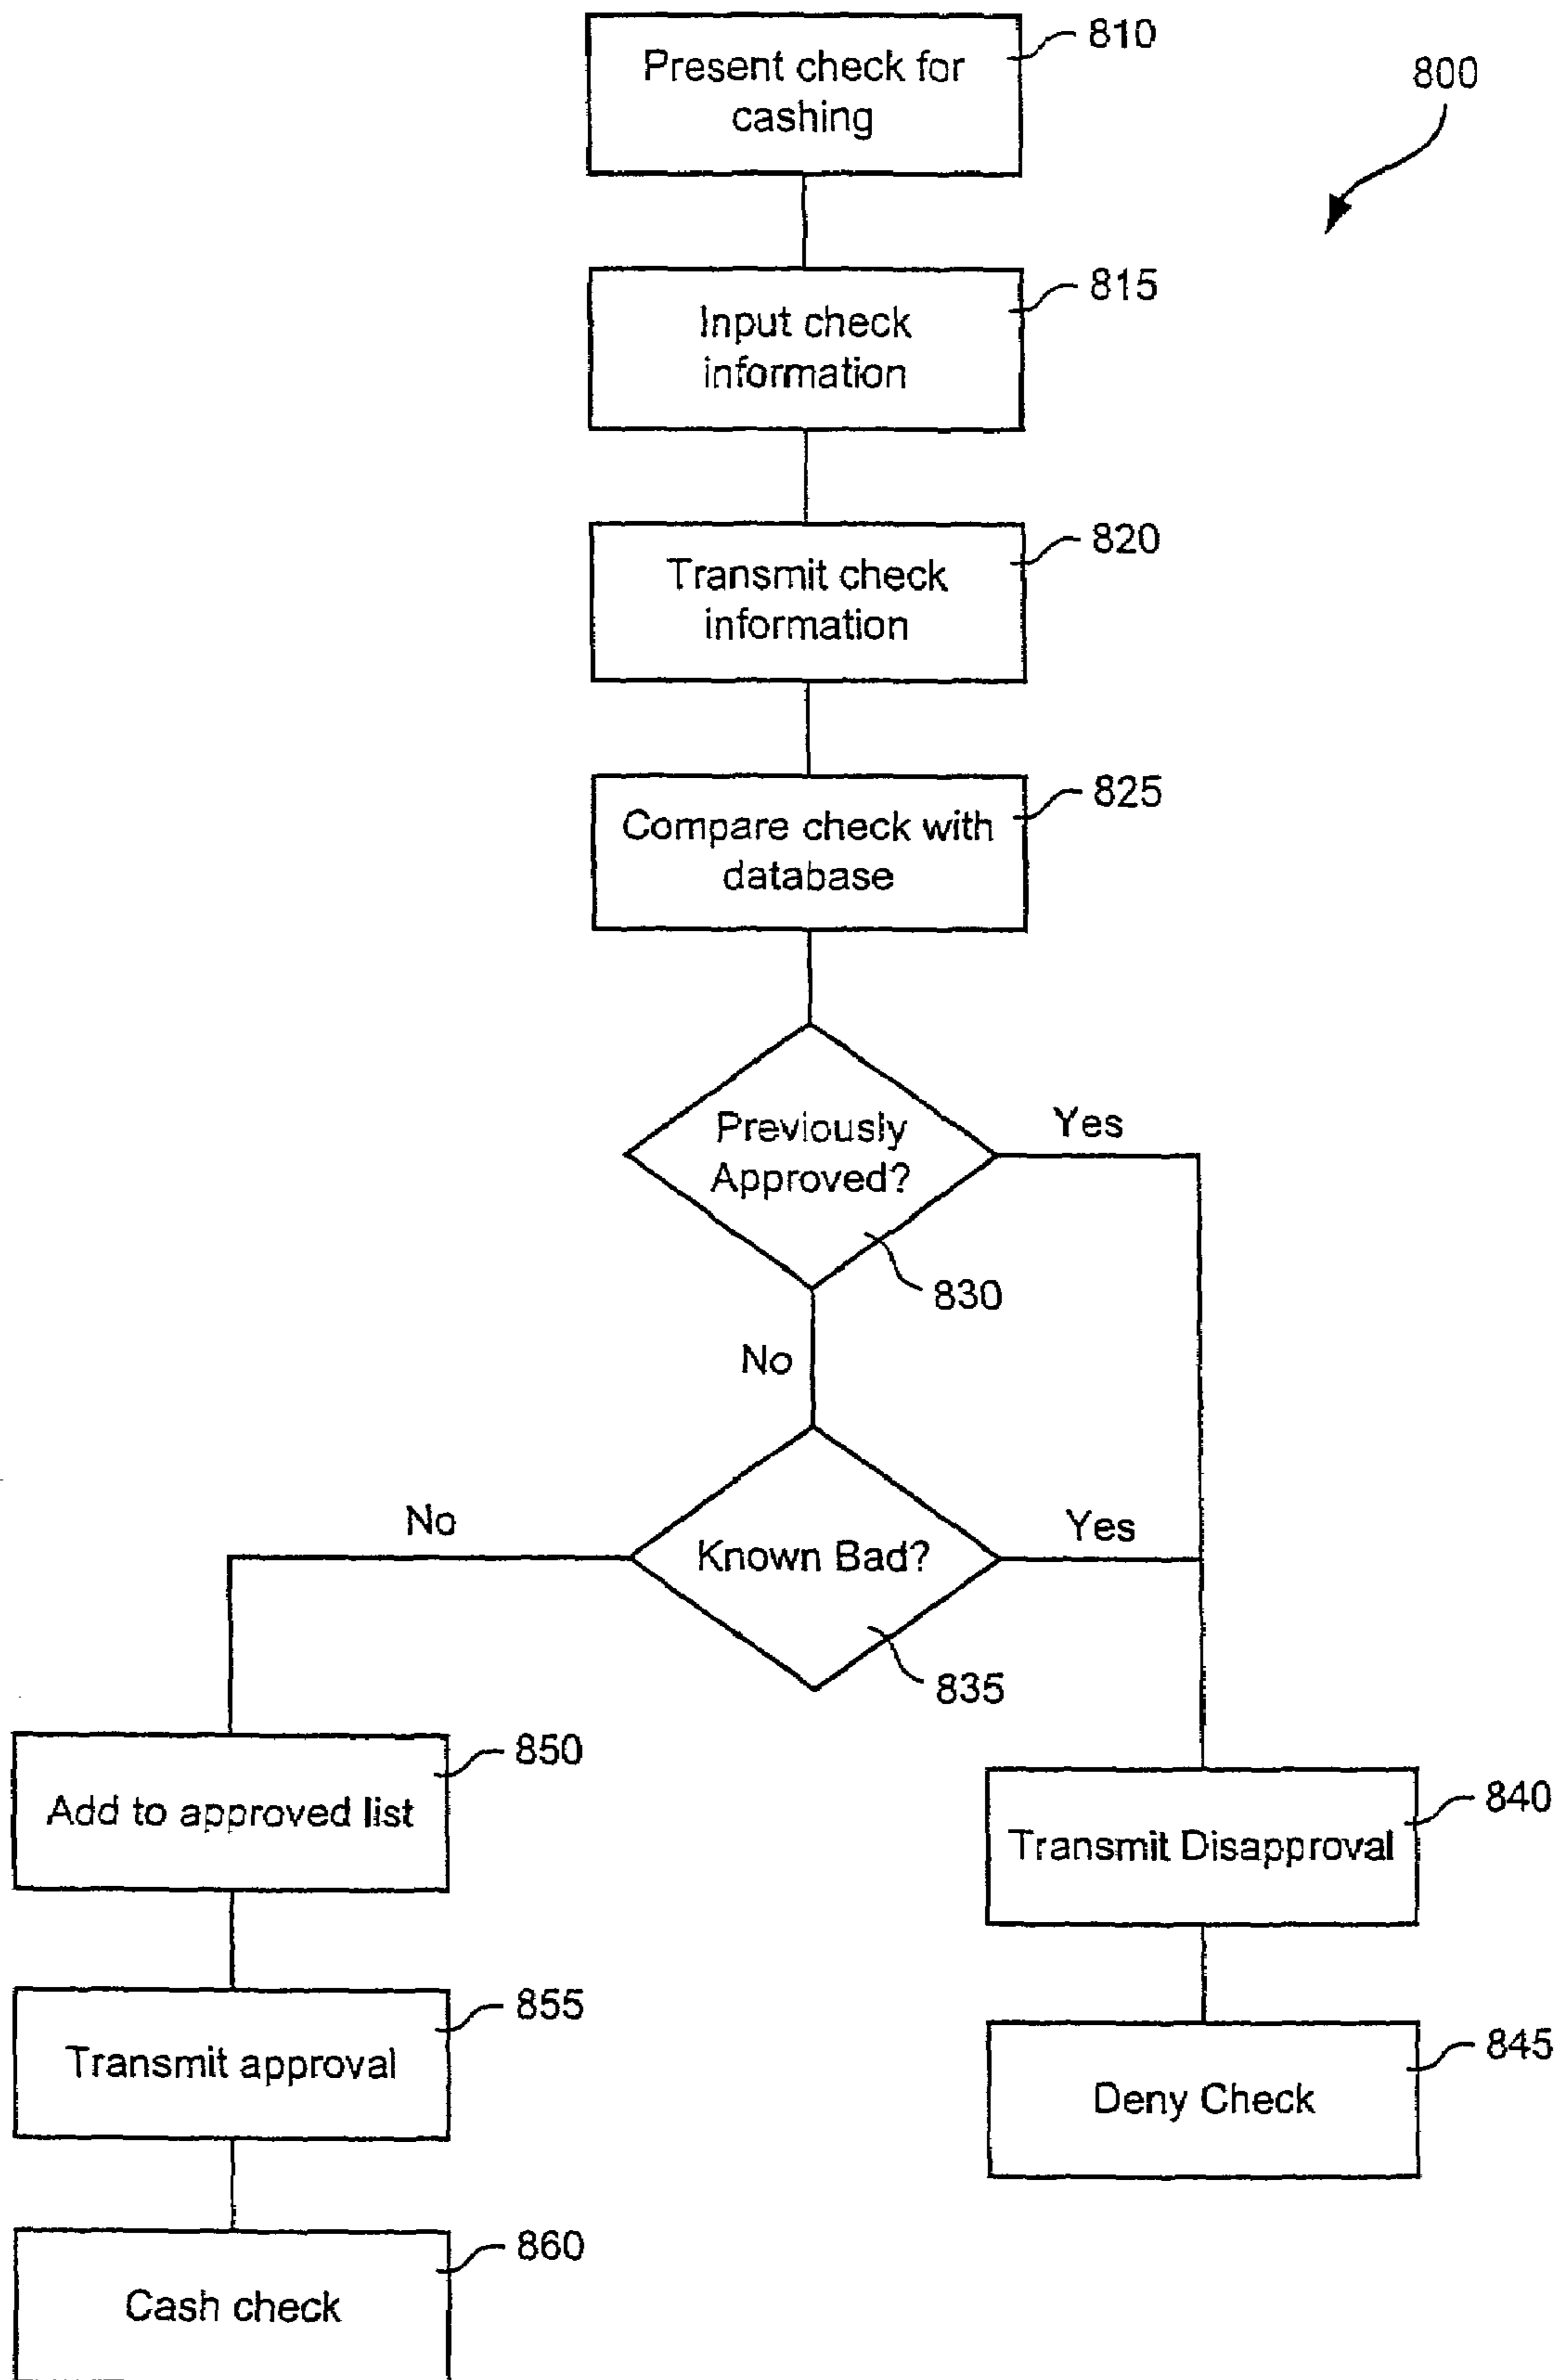 810
Present check for
cashing
800
815
Input check
information
820
Transmit check
information
825
Compare check with
database
Previously
Approved?
Yes
830
No
Known Bad?
No
Yes
835
850
Add to approved list
840
Transmit Disapproval
855
Transmit approval
845
Deny Check
860
Cash check